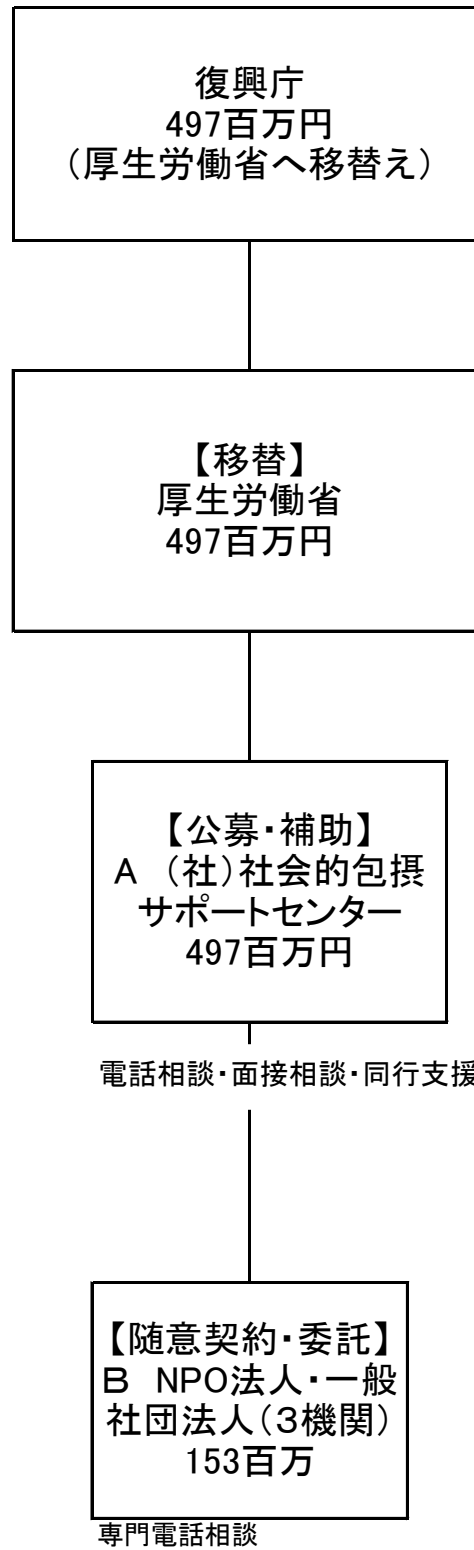 復興庁
497百万円
（厚生労働省へ移替え）
【移替】
厚生労働省
497百万円
【公募・補助】
A （社）社会的包摂
サポートセンター
497百万円
電話相談・面接相談・同行支援
【随意契約・委託】
B NPO法人・一般
社団法人（３機関）
153百万
専門電話相談